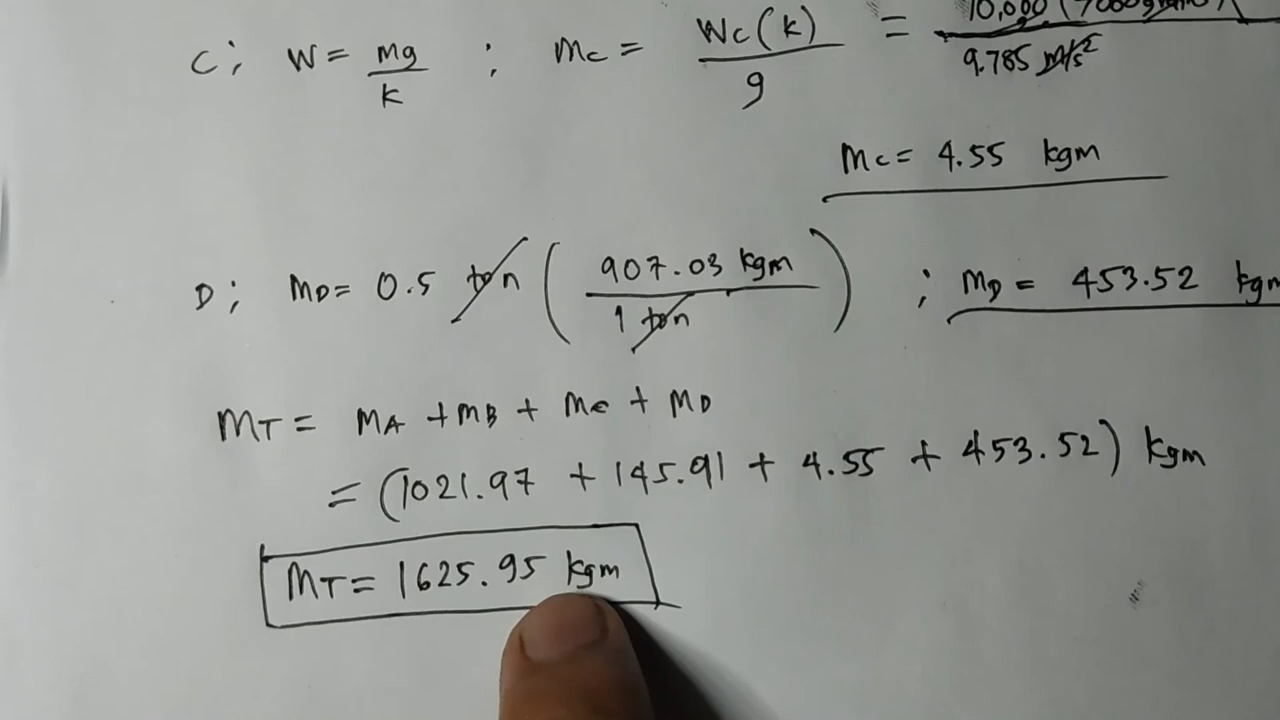 C; W = mg/k ; mc = Wc(k)/g = 10,000 / 9.785 m/s²
mc = 4.55 kgm
D; MD = 0.5 ton (907.03 kgm / 1 ton) ; MD = 453.52 kgm
MT = MA + MB + Mc + MD
= (1021.97 + 145.91 + 4.55 + 453.52) kgm
MT = 1625.95 kgm